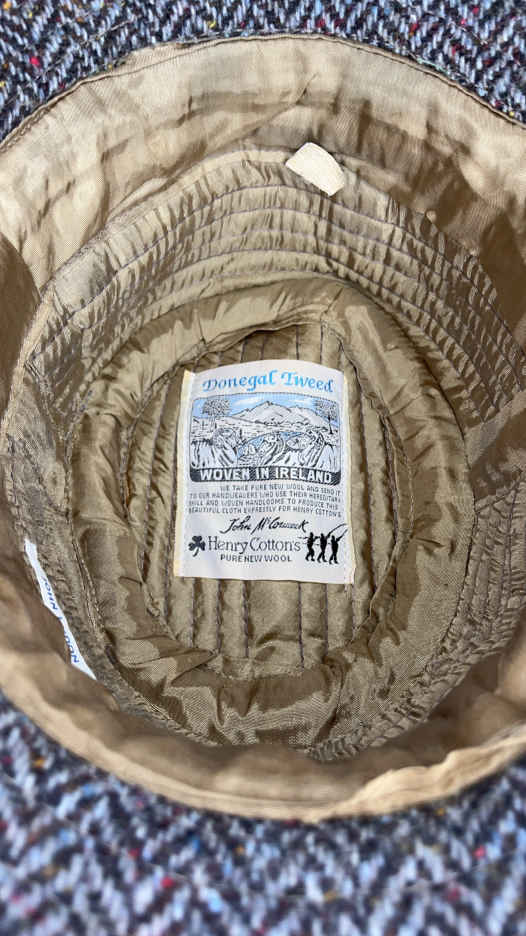 Donegal Tweed
WOVEN IN IRELAND
WE TAKE PURE NEW WOOL AND SEND IT
TO OUR HANDWEAVERS WHO USE THEIR HEREDITARY
SKILL AND WOVEN HANDLOOMS TO PRODUCE THIS
BEAUTIFUL CLOTH EXPRESSLY FOR HENRY COTTON'S
John McCormack
Henry Cotton's
PURE NEW WOOL